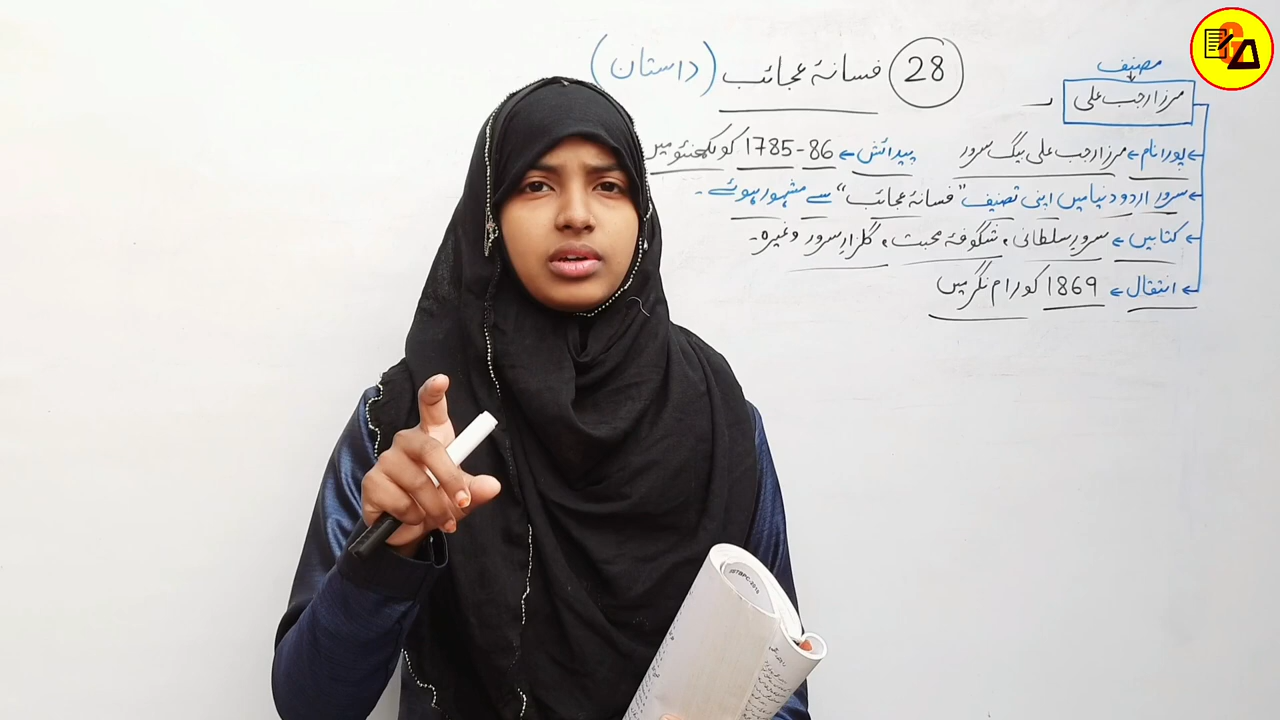 28 فسانۂ عجائب (داستان)
مصنف
مرزا رجب علی
پورا نام ← مرزا رجب علی بیگ سرور پیدائش ← 86-1785 کو لکھنئو میں
سرور اردو دنیا میں اپنی تصنیف "فسانۂ عجائب" سے مشہور ہوئے۔
کتابیں ← سرورِ سلطانی، شگوفۂ محبت، گلزارِ سرور وغیرہ۔
انتقال ← 1869 کو رام نگر میں